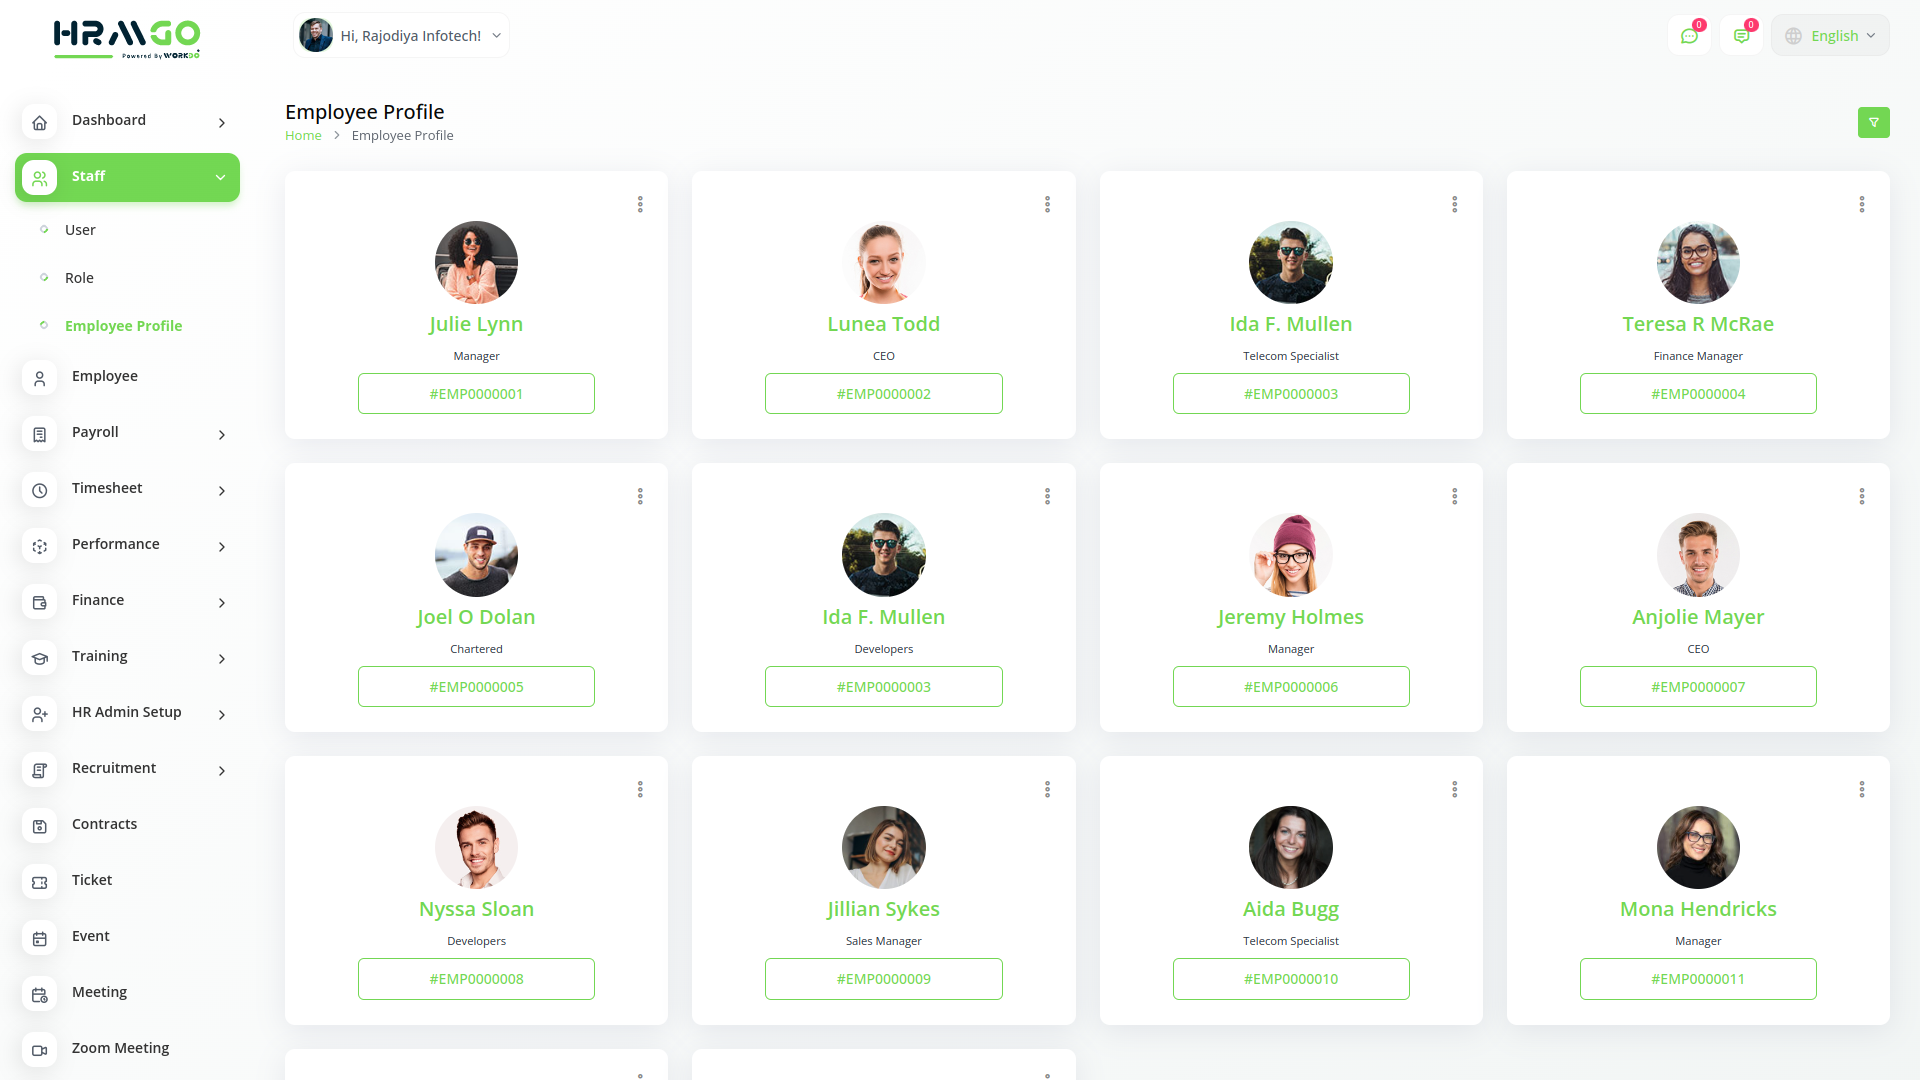 HRMGO
Powered By WORKDO
Hi, Rajodiya Infotech!
0
0
English
Dashboard
Staff
User
Role
Employee Profile
Employee
Payroll
Timesheet
Performance
Finance
Training
HR Admin Setup
Recruitment
Contracts
Ticket
Event
Meeting
Zoom Meeting
Employee Profile
Home > Employee Profile
Julie Lynn
Manager
#EMP0000001
Lunea Todd
CEO
#EMP0000002
Ida F. Mullen
Telecom Specialist
#EMP0000003
Teresa R McRae
Finance Manager
#EMP0000004
Joel O Dolan
Chartered
#EMP0000005
Ida F. Mullen
Developers
#EMP0000003
Jeremy Holmes
Manager
#EMP0000006
Anjolie Mayer
CEO
#EMP0000007
Nyssa Sloan
Developers
#EMP0000008
Jillian Sykes
Sales Manager
#EMP0000009
Aida Bugg
Telecom Specialist
#EMP0000010
Mona Hendricks
Manager
#EMP0000011